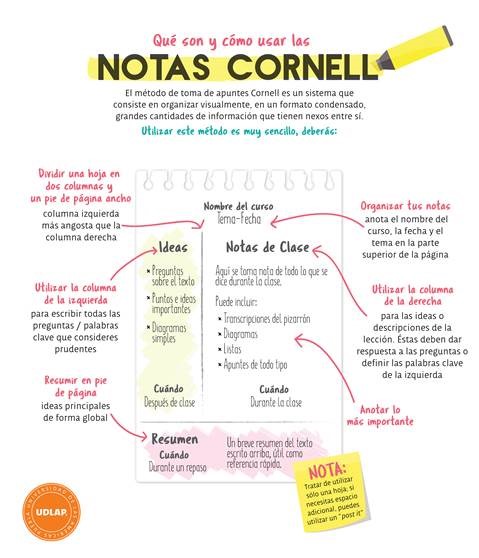 Qué son y cómo usar las
NOTAS CORNELL
El método de toma de apuntes Cornell es un sistema que
consiste en organizar visualmente, en un formato condensado,
grandes cantidades de información que tienen nexos entre sí.
Utilizar este método es muy sencillo, deberás:
Dividir una hoja en
dos columnas y
un pie de página ancho
columna izquierda
más angosta que la
columna derecha
Utilizar la columna
de la izquierda
para escribir todas las
preguntas / palabras
clave que consideres
prudentes
Resumir en pie
de página
ideas principales
de forma global
Nombre del curso
Tema-Fecha
Ideas
× Preguntas
sobre el texto
× Puntos e ideas
importantes
× Diagramas
simples
Cuándo
Después de clase
Notas de Clase
Aquí se toma nota de todo lo que se
dice durante la clase.
Puede incluir:
× Transcripciones del pizarrón
× Diagramas
× Listas
× Apuntes de todo tipo
Cuándo
Durante la clase
Resumen
Cuándo
Durante un repaso
Un breve resumen del texto
escrito arriba, útil como
referencia rápida.
Organizar tus notas
anota el nombre del
curso, la fecha y el
tema en la parte
superior de la página
Utilizar la columna
de la derecha
para las ideas o
descripciones de la
lección. Éstas deben dar
respuesta a las preguntas o
definir las palabras clave
de la izquierda
Anotar lo
más importante
NOTA:
Tratar de utilizar
sólo una hoja; si
necesitas espacio
adicional, puedes
utilizar un "post it"
UNIVERSIDAD DE LAS AMÉRICAS PUEBLA
UDLAP